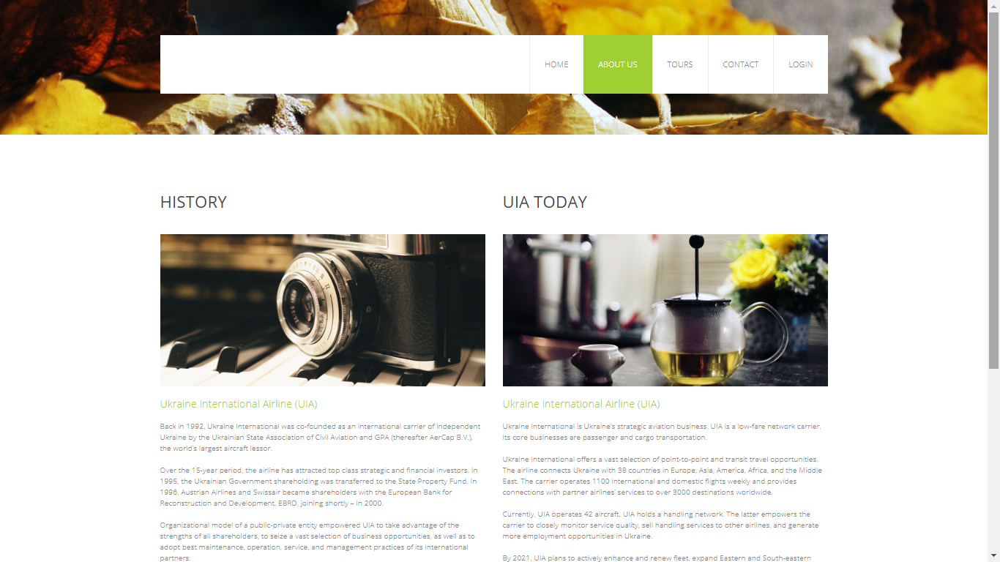 HOME
ABOUT US
TOURS
CONTACT
LOGIN
HISTORY
Ukraine International Airline (UIA)
Back in 1992, Ukraine International was co-founded as an international carrier of independent
Ukraine by the Ukrainian State Association of Civil Aviation and GPA (thereafter AerCap B.V.),
the world's largest aircraft lessor.
Over the 15-year period, the airline has attracted top class strategic and financial investors. In
1995, the Ukrainian Government shareholding was transferred to the State Property Fund. In
1996, Austrian Airlines and Swissair became shareholders with the European Bank for
Reconstruction and Development, EBRD, joining shortly – in 2000.
Organizational model of a public-private entity empowered UIA to take advantage of the
strengths of all shareholders, to seize a vast selection of business opportunities, as well as to
adopt best maintenance, operation, service, and management practices of its international
partners.
UIA TODAY
Ukraine International Airline (UIA)
Ukraine International is Ukraine's strategic aviation business. UIA is a low-fare network carrier.
Its core businesses are passenger and cargo transportation.
Ukraine International offers a vast selection of point-to-point and transit travel opportunities.
The airline connects Ukraine with 38 countries in Europe, Asia, America, Africa, and the Middle
East. The carrier operates 1100 international and domestic flights weekly and provides
connections with partner airlines' services to over 3000 destinations worldwide.
Currently, UIA operates 42 aircraft. UIA holds a handling network. The latter empowers the
carrier to closely monitor service quality, sell handling services to other airlines, and generate
more employment opportunities in Ukraine.
By 2021, UIA plans to actively enhance and renew fleet, expand Eastern and South-eastern